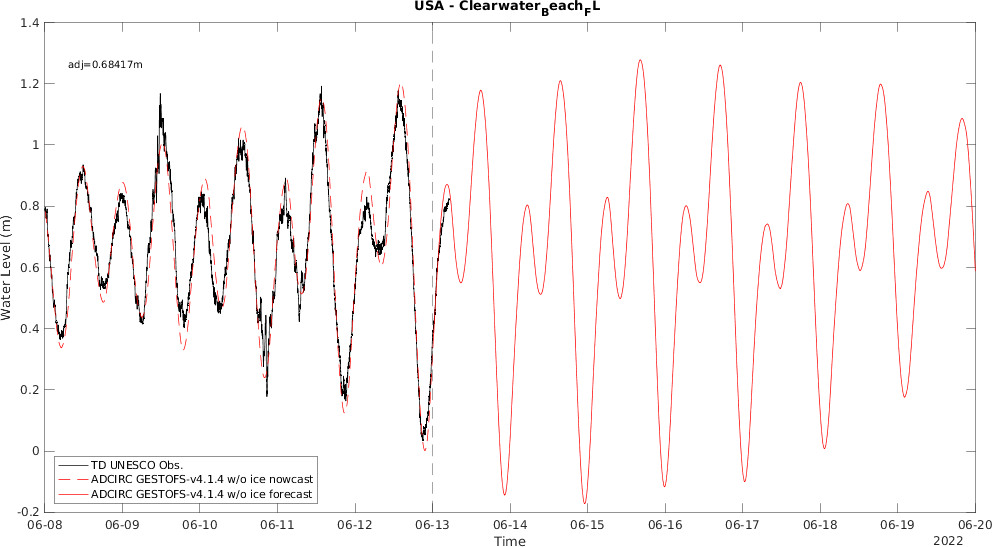 USA - Clearwater_Beach_FL
adj=0.68417m
1.4
1.2
1
0.8
0.6
0.4
0.2
0
-0.2
Water Level (m)
TD UNESCO Obs.
ADCIRC GESTOFS-v4.1.4 w/o ice nowcast
ADCIRC GESTOFS-v4.1.4 w/o ice forecast
06-08 06-09 06-10 06-11 06-12 06-13 06-14 06-15 06-16 06-17 06-18 06-19 06-20
Time
2022